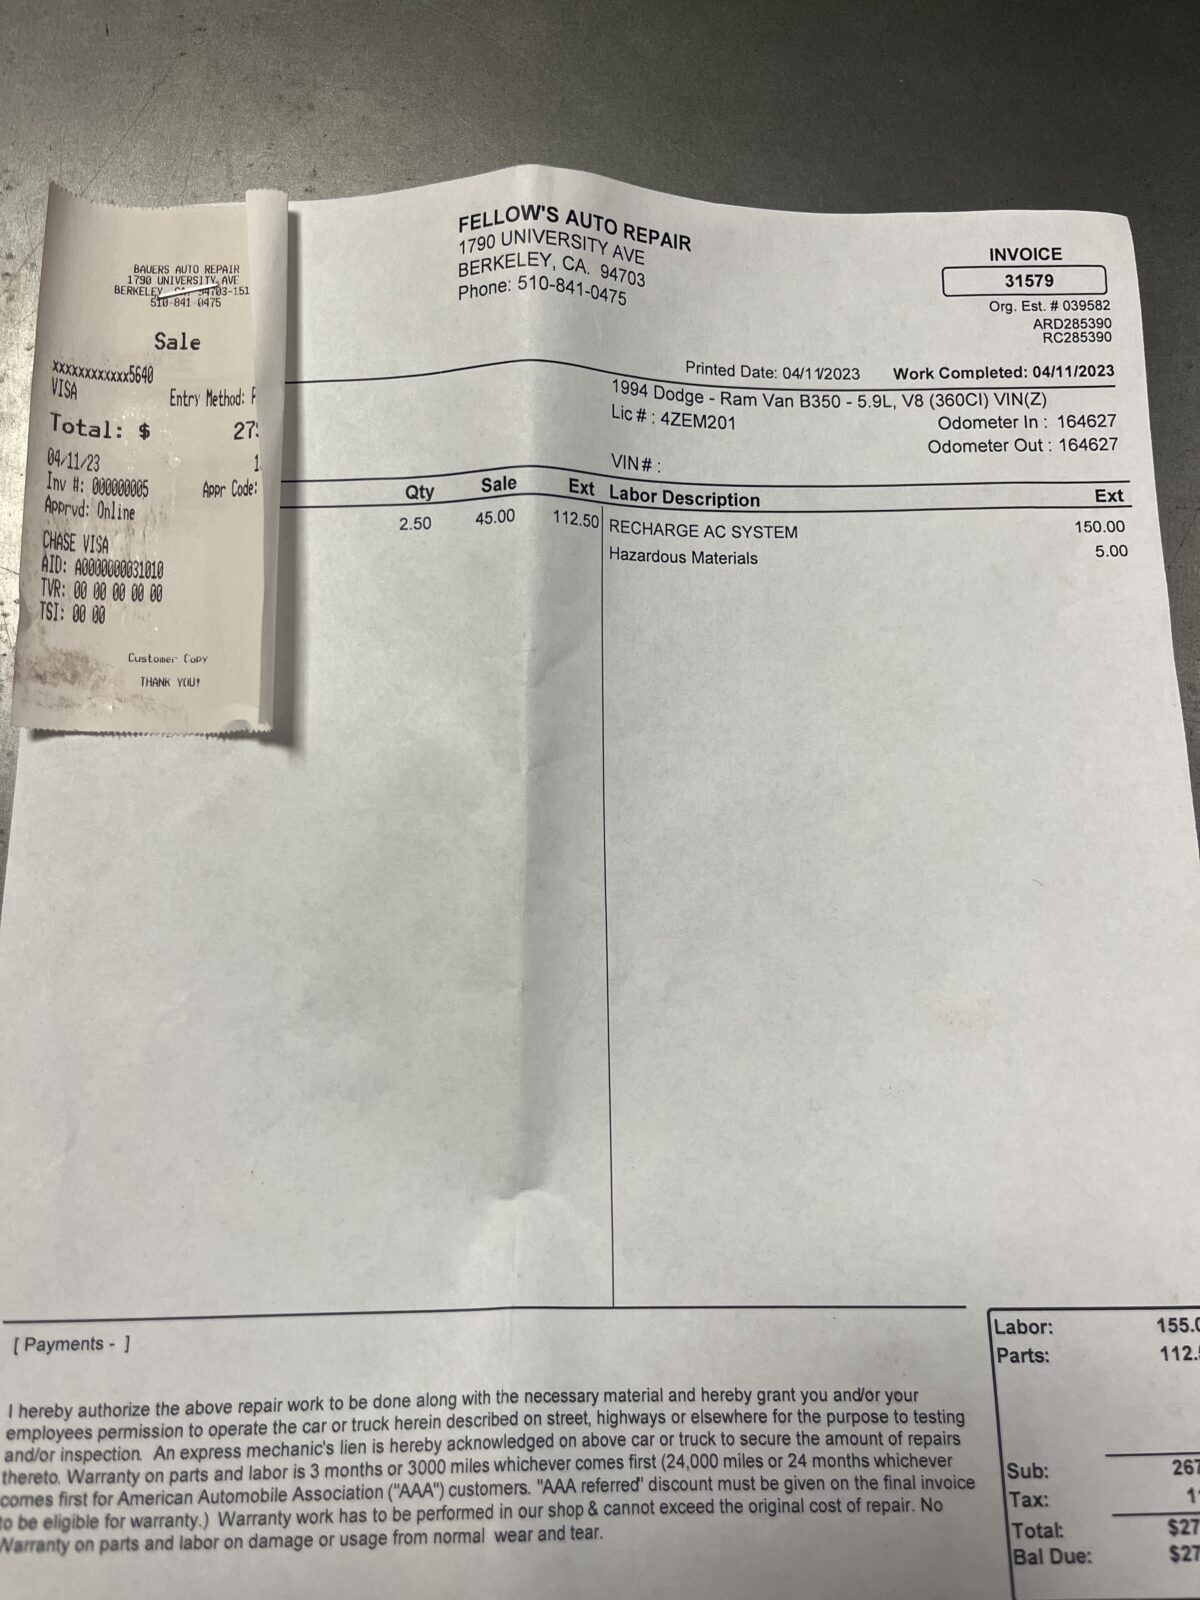 BAUERS AUTO REPAIR
1790 UNIVERSITY AVE
BERKELEY, CA. 94703-151
510-841-0475
Sale
xxxxxxxxxxxx5640
VISA
Entry Method:
Total: $
04/11/23
Inv #: 000000005
Appr Code:
Apprvd: Online
CHASE VISA
AID: A0000000031010
TVR: 00 00 00 00 00
TSI: 00 00
Customer Copy
THANK YOU!
FELLOW'S AUTO REPAIR
1790 UNIVERSITY AVE
BERKELEY, CA. 94703
Phone: 510-841-0475
INVOICE
31579
Org. Est. # 039582
ARD285390
RC285390
Printed Date: 04/11/2023 Work Completed: 04/11/2023
1994 Dodge - Ram Van B350 - 5.9L, V8 (360CI) VIN(Z)
Lic # : 4ZEM201 Odometer In : 164627
Odometer Out : 164627
VIN # :
Qty Sale Ext Labor Description Ext
2.50 45.00 112.50 RECHARGE AC SYSTEM 150.00
Hazardous Materials 5.00
[ Payments - ]
I hereby authorize the above repair work to be done along with the necessary material and hereby grant you and/or your
employees permission to operate the car or truck herein described on street, highways or elsewhere for the purpose to testing
and/or inspection. An express mechanic's lien is hereby acknowledged on above car or truck to secure the amount of repairs
thereto. Warranty on parts and labor is 3 months or 3000 miles whichever comes first (24,000 miles or 24 months whichever
comes first for American Automobile Association ("AAA") customers. "AAA referred' discount must be given on the final invoice
to be eligible for warranty.) Warranty work has to be performed in our shop & cannot exceed the original cost of repair. No
Warranty on parts and labor on damage or usage from normal wear and tear.
Labor: 155.0
Parts: 112.
Sub: 267
Tax: 1
Total: $27
Bal Due: $27